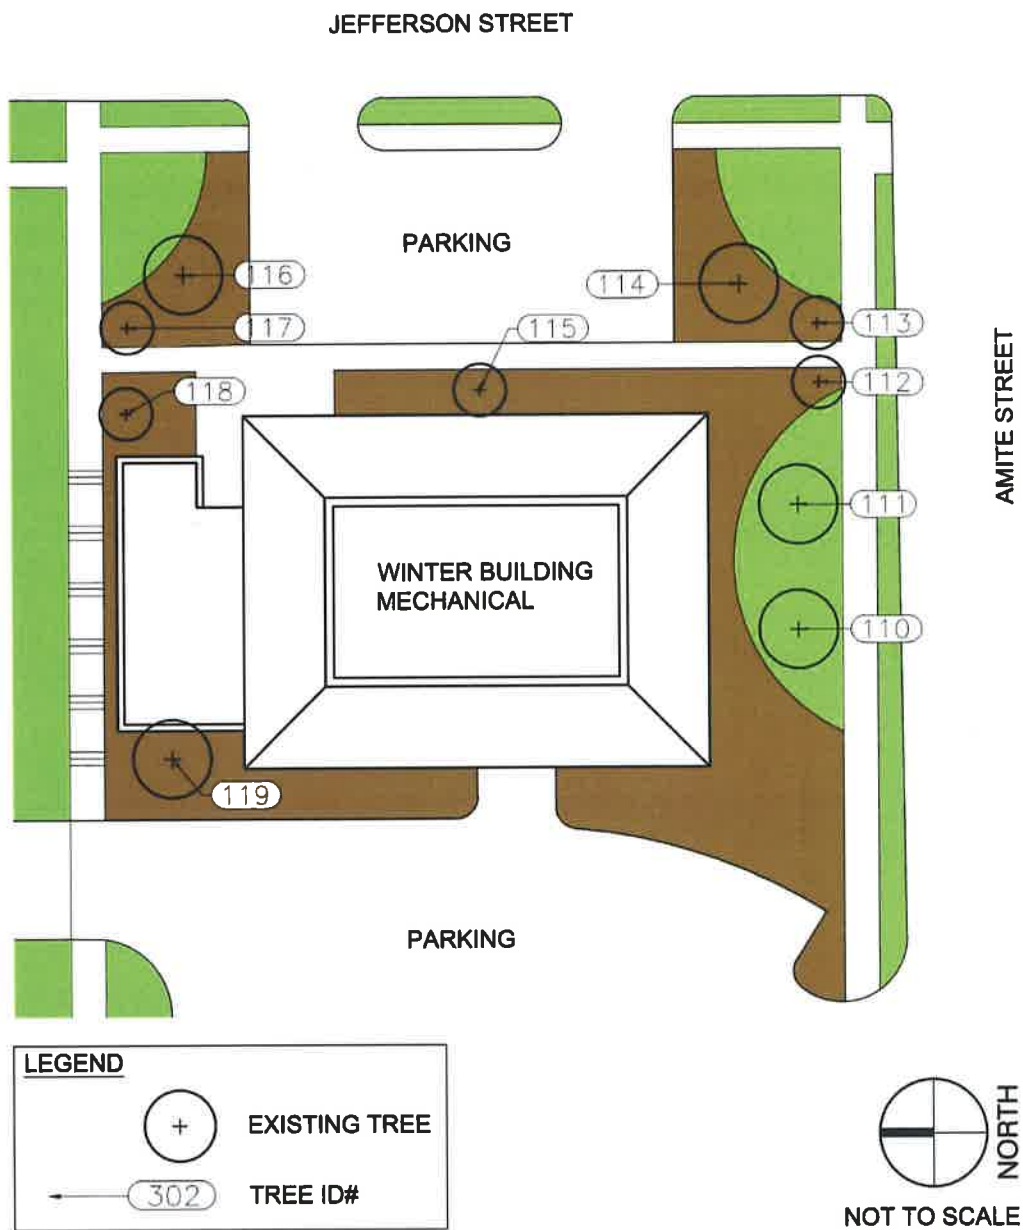 JEFFERSON STREET
PARKING
116
114
117
115
113
112
118
AMITE STREET
111
WINTER BUILDING
MECHANICAL
110
119
PARKING
LEGEND
EXISTING TREE
302 TREE ID#
NORTH
NOT TO SCALE